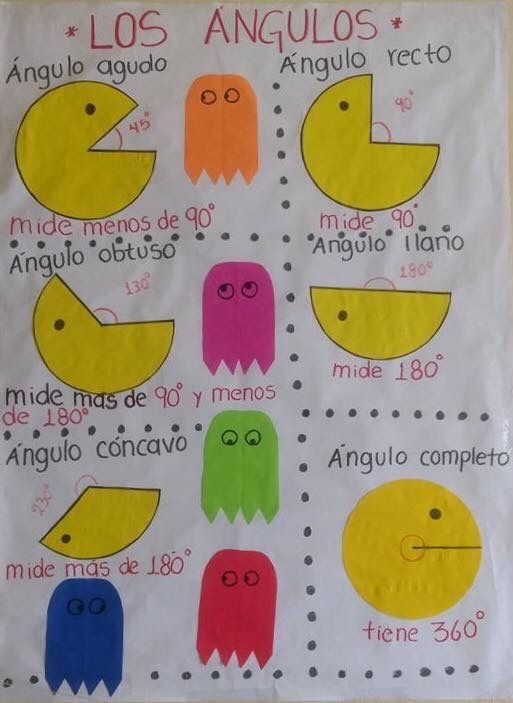 * LOS ÁNGULOS *
Ángulo agudo
45°
mide menos de 90°
Ángulo recto
90°
mide 90°
Ángulo obtuso
130°
mide más de 90° y menos
de 180°
Ángulo llano
180°
mide 180°
Ángulo cóncavo
230°
mide más de 180°
Ángulo completo
tiene 360°